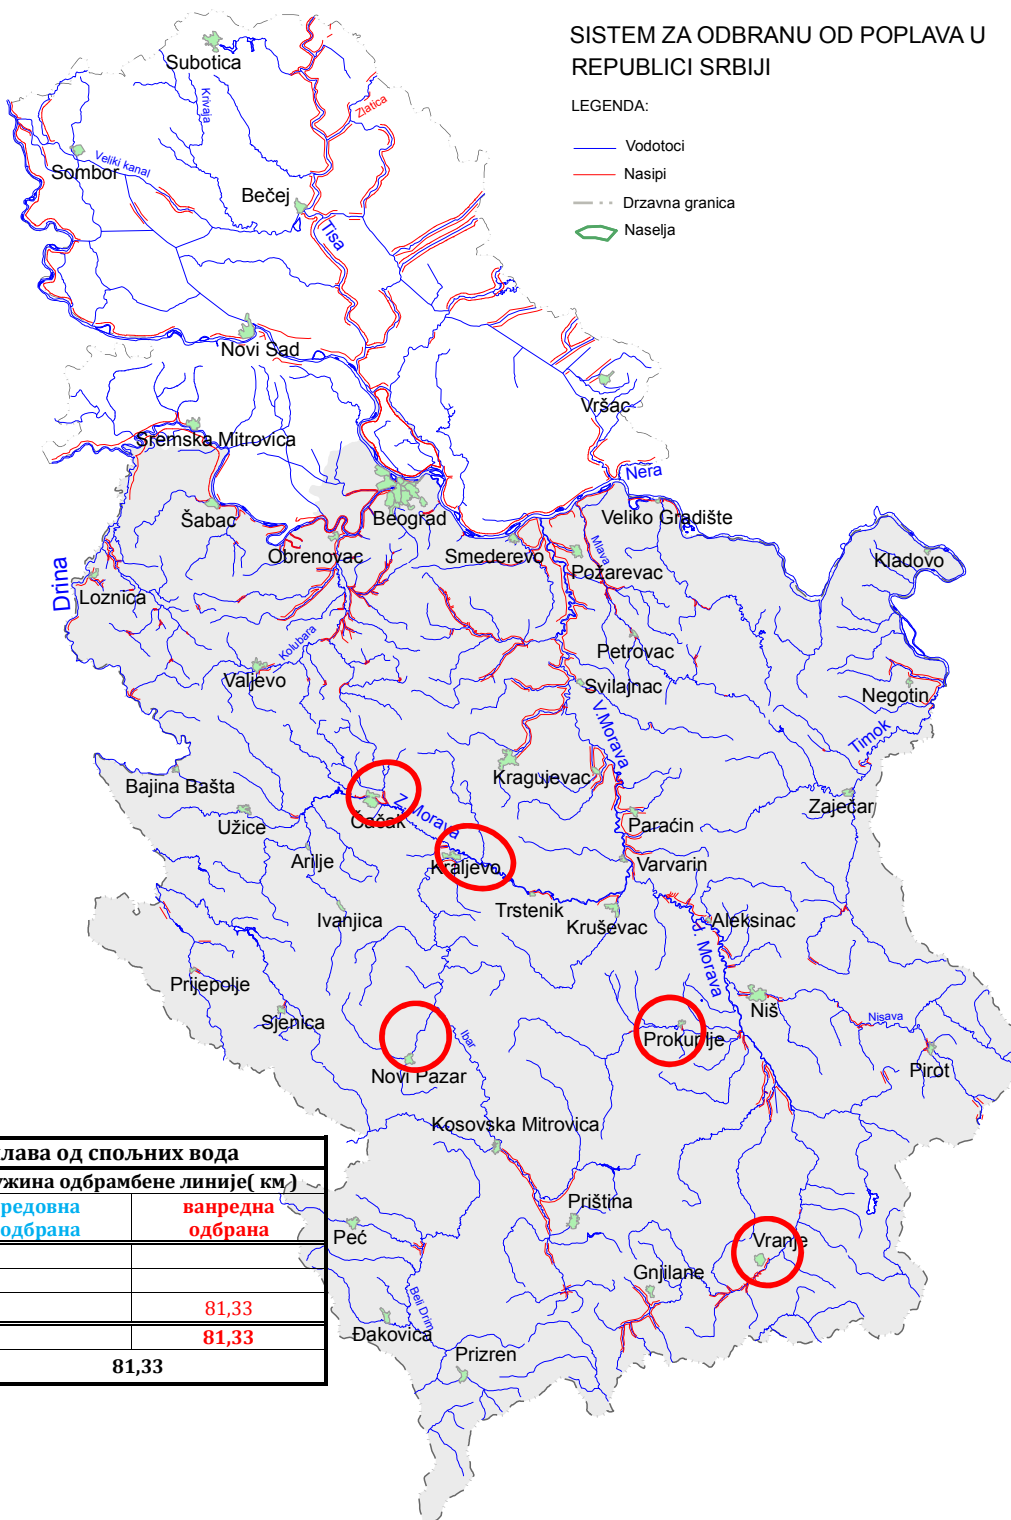 SISTEM ZA ODBRANU OD POPLAVA U
REPUBLICI SRBIJI
LEGENDA:
Vodotoci
Nasipi
Drzavna granica
Naselja
Subotica
Krivaja
Zlatica
Sombor
Veliki kanal
Bečej
Tisa
Novi Sad
Vršac
Sremska Mitrovica
Nera
Šabac
Beograd
Veliko Gradište
Obrenovac
Smederevo
Mlava
Požarevac
Kladovo
Drina
Loznica
Kolubara
Petrovac
Valjevo
Svilajnac
Negotin
V.Morava
Timok
Bajina Bašta
Kragujevac
Zaječar
Užice
Čačak
Z. Morava
Paraćin
Arilje
Kraljevo
Varvarin
Ivanjica
Trstenik
Kruševac
Aleksinac
J. Morava
Prijepolje
Sjenica
Ibar
Prokuplje
Niš
Nisava
Novi Pazar
Pirot
Kosovska Mitrovica
Priština
Peć
Vranje
Gnjilane
Beli Drim
Đakovica
Prizren
лава од спољних вода
ужина одбрамбене линије( км )
редовна
одбрана
ванредна
одбрана
81,33
81,33
81,33